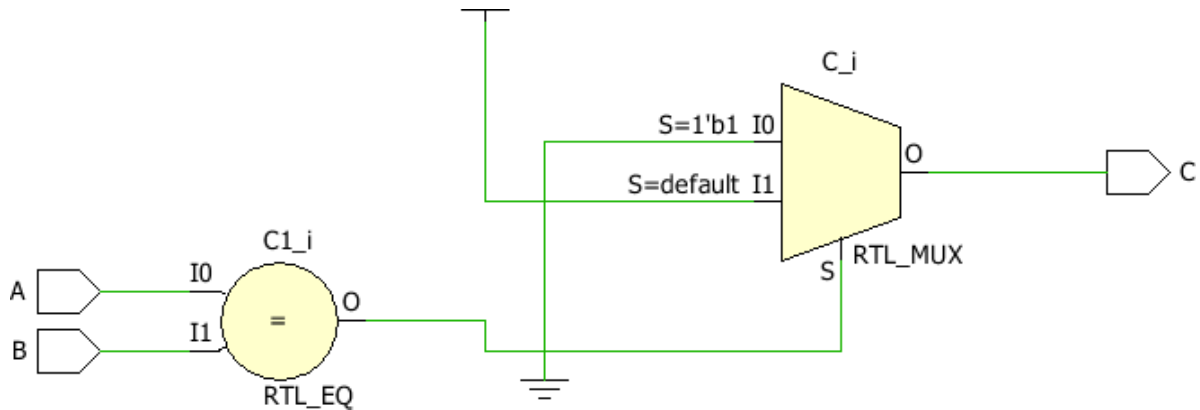 C_i
S=1'b1 I0
O
C
S=default I1
S
RTL_MUX
C1_i
A
I0
O
=
B
I1
RTL_EQ